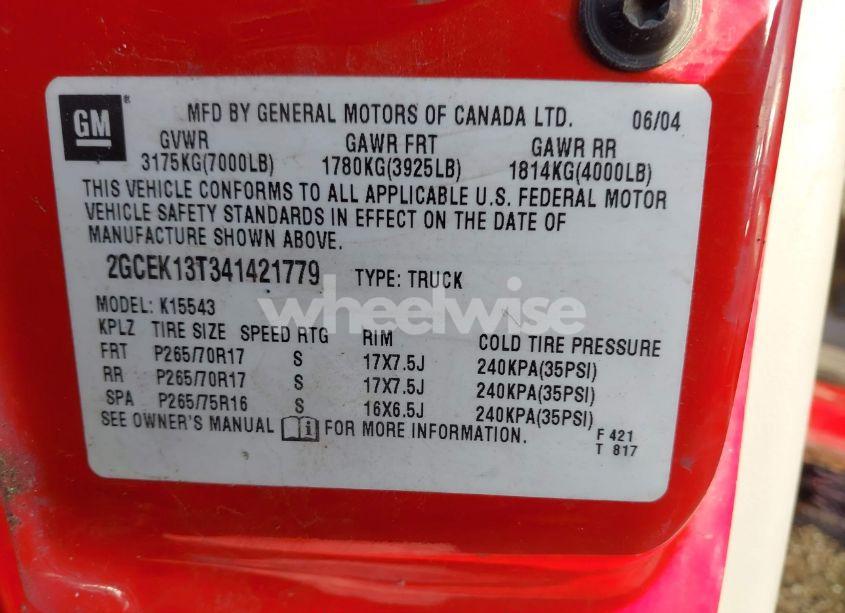 GM ® MFD BY GENERAL MOTORS OF CANADA LTD. 06/04
GVWR GAWR FRT GAWR RR
3175KG(7000LB) 1780KG(3925LB) 1814KG(4000LB)
THIS VEHICLE CONFORMS TO ALL APPLICABLE U.S. FEDERAL MOTOR
VEHICLE SAFETY STANDARDS IN EFFECT ON THE DATE OF
MANUFACTURE SHOWN ABOVE.
2GCEK13T341421779 TYPE: TRUCK
MODEL: K15543
wheelwise
KPLZ TIRE SIZE SPEED RTG RIM COLD TIRE PRESSURE
FRT P265/70R17 S 17X7.5J 240KPA(35PSI)
RR P265/70R17 S 17X7.5J 240KPA(35PSI)
SPA P265/75R16 S 16X6.5J 240KPA(35PSI)
SEE OWNER'S MANUAL i FOR MORE INFORMATION.
F 421
T 817